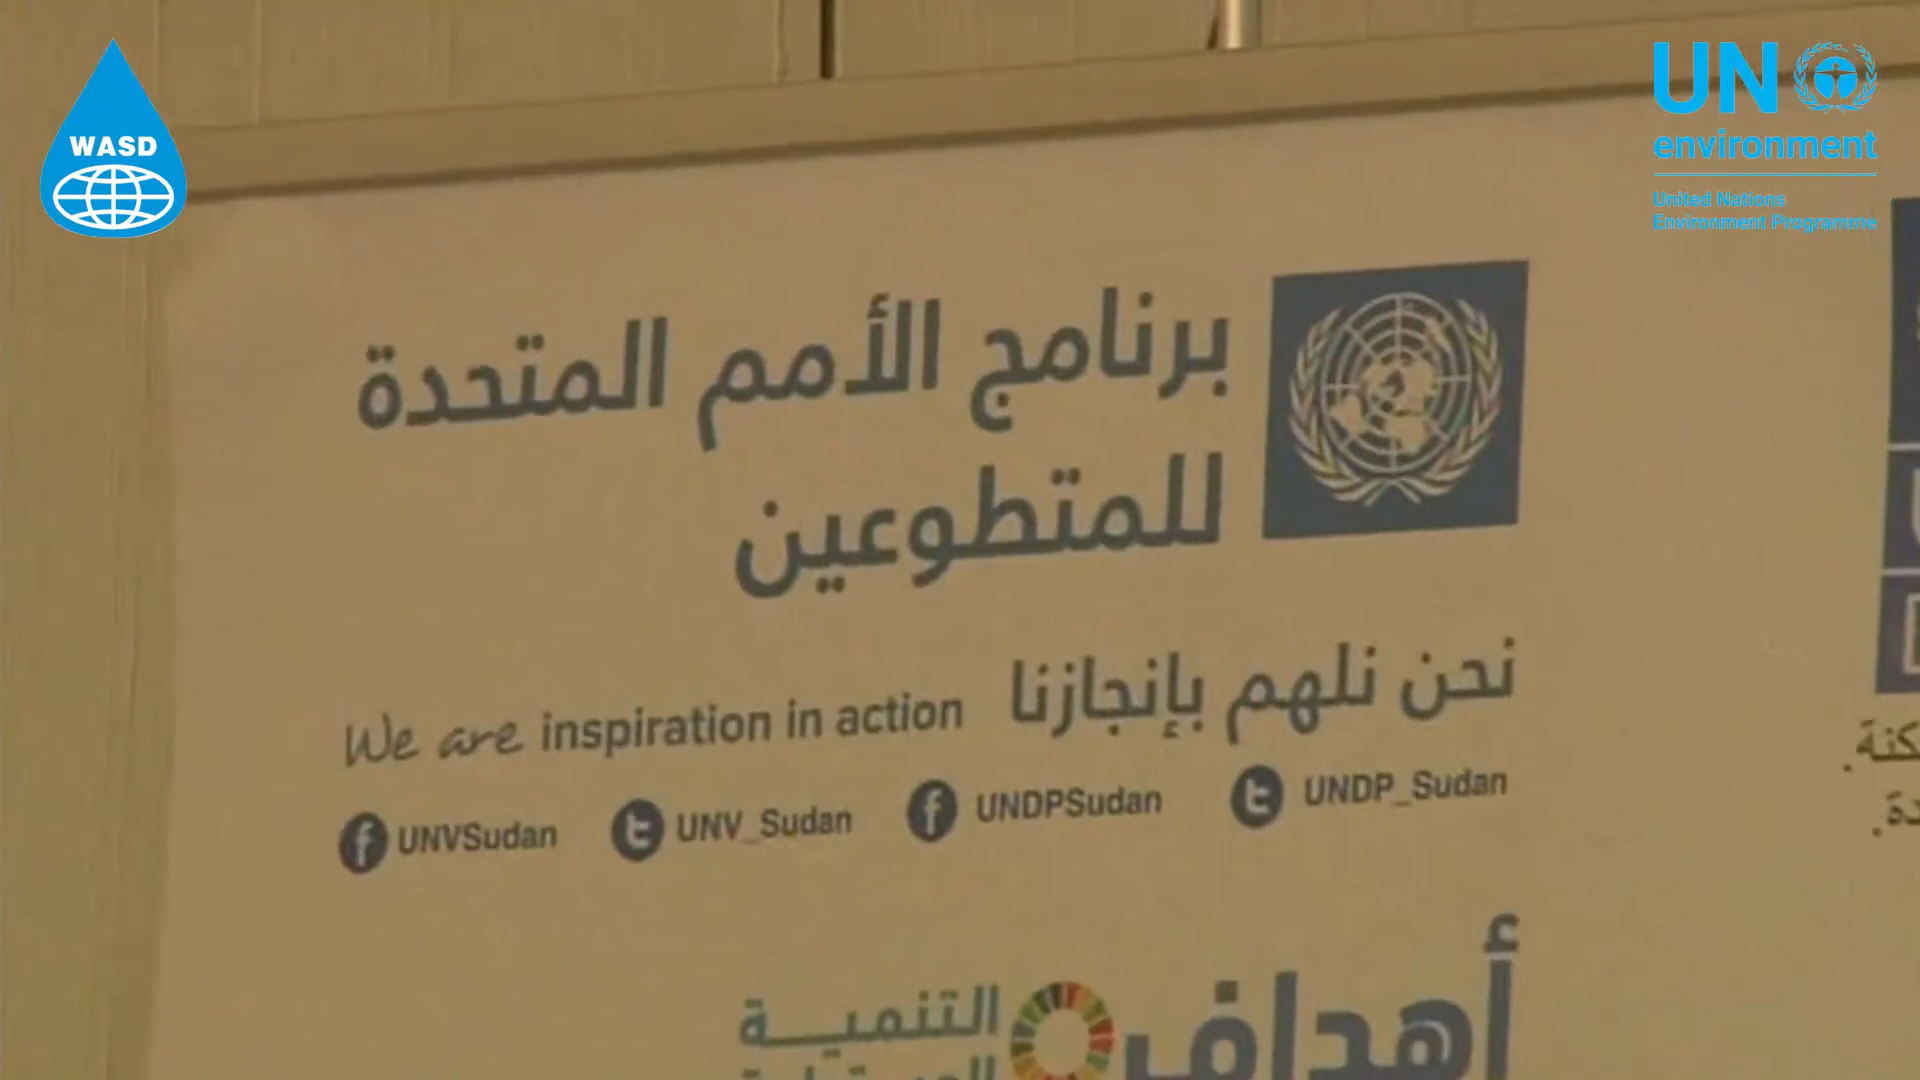 WASD
UN
environment
United Nations
Environment Programme
برنامج الأمم المتحدة
للمتطوعين
نحن نلهم بإنجازنا
We are inspiration in action
UNVSudan UNV_Sudan UNDPSudan UNDP_Sudan
أهداف
التنميـــة